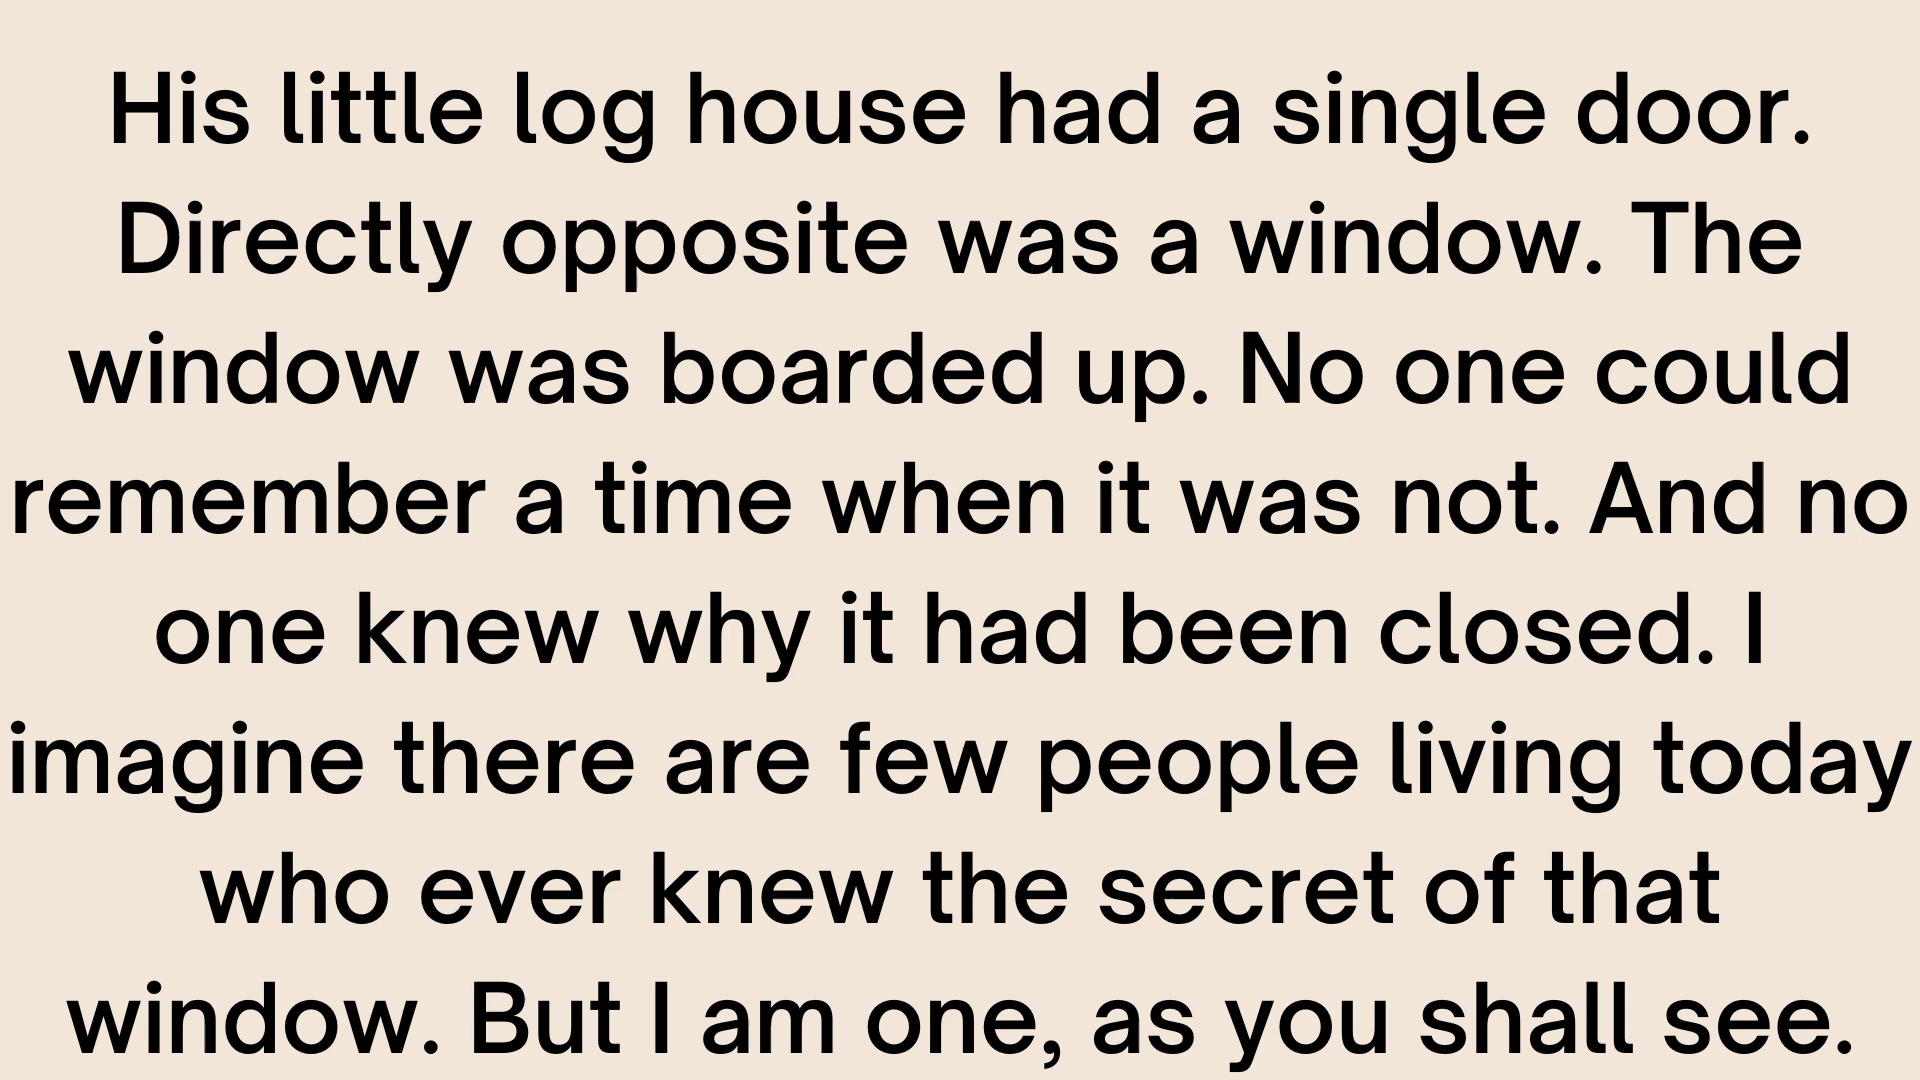 His little log house had a single door.
Directly opposite was a window. The
window was boarded up. No one could
remember a time when it was not. And no
one knew why it had been closed. I
imagine there are few people living today
who ever knew the secret of that
window. But I am one, as you shall see.